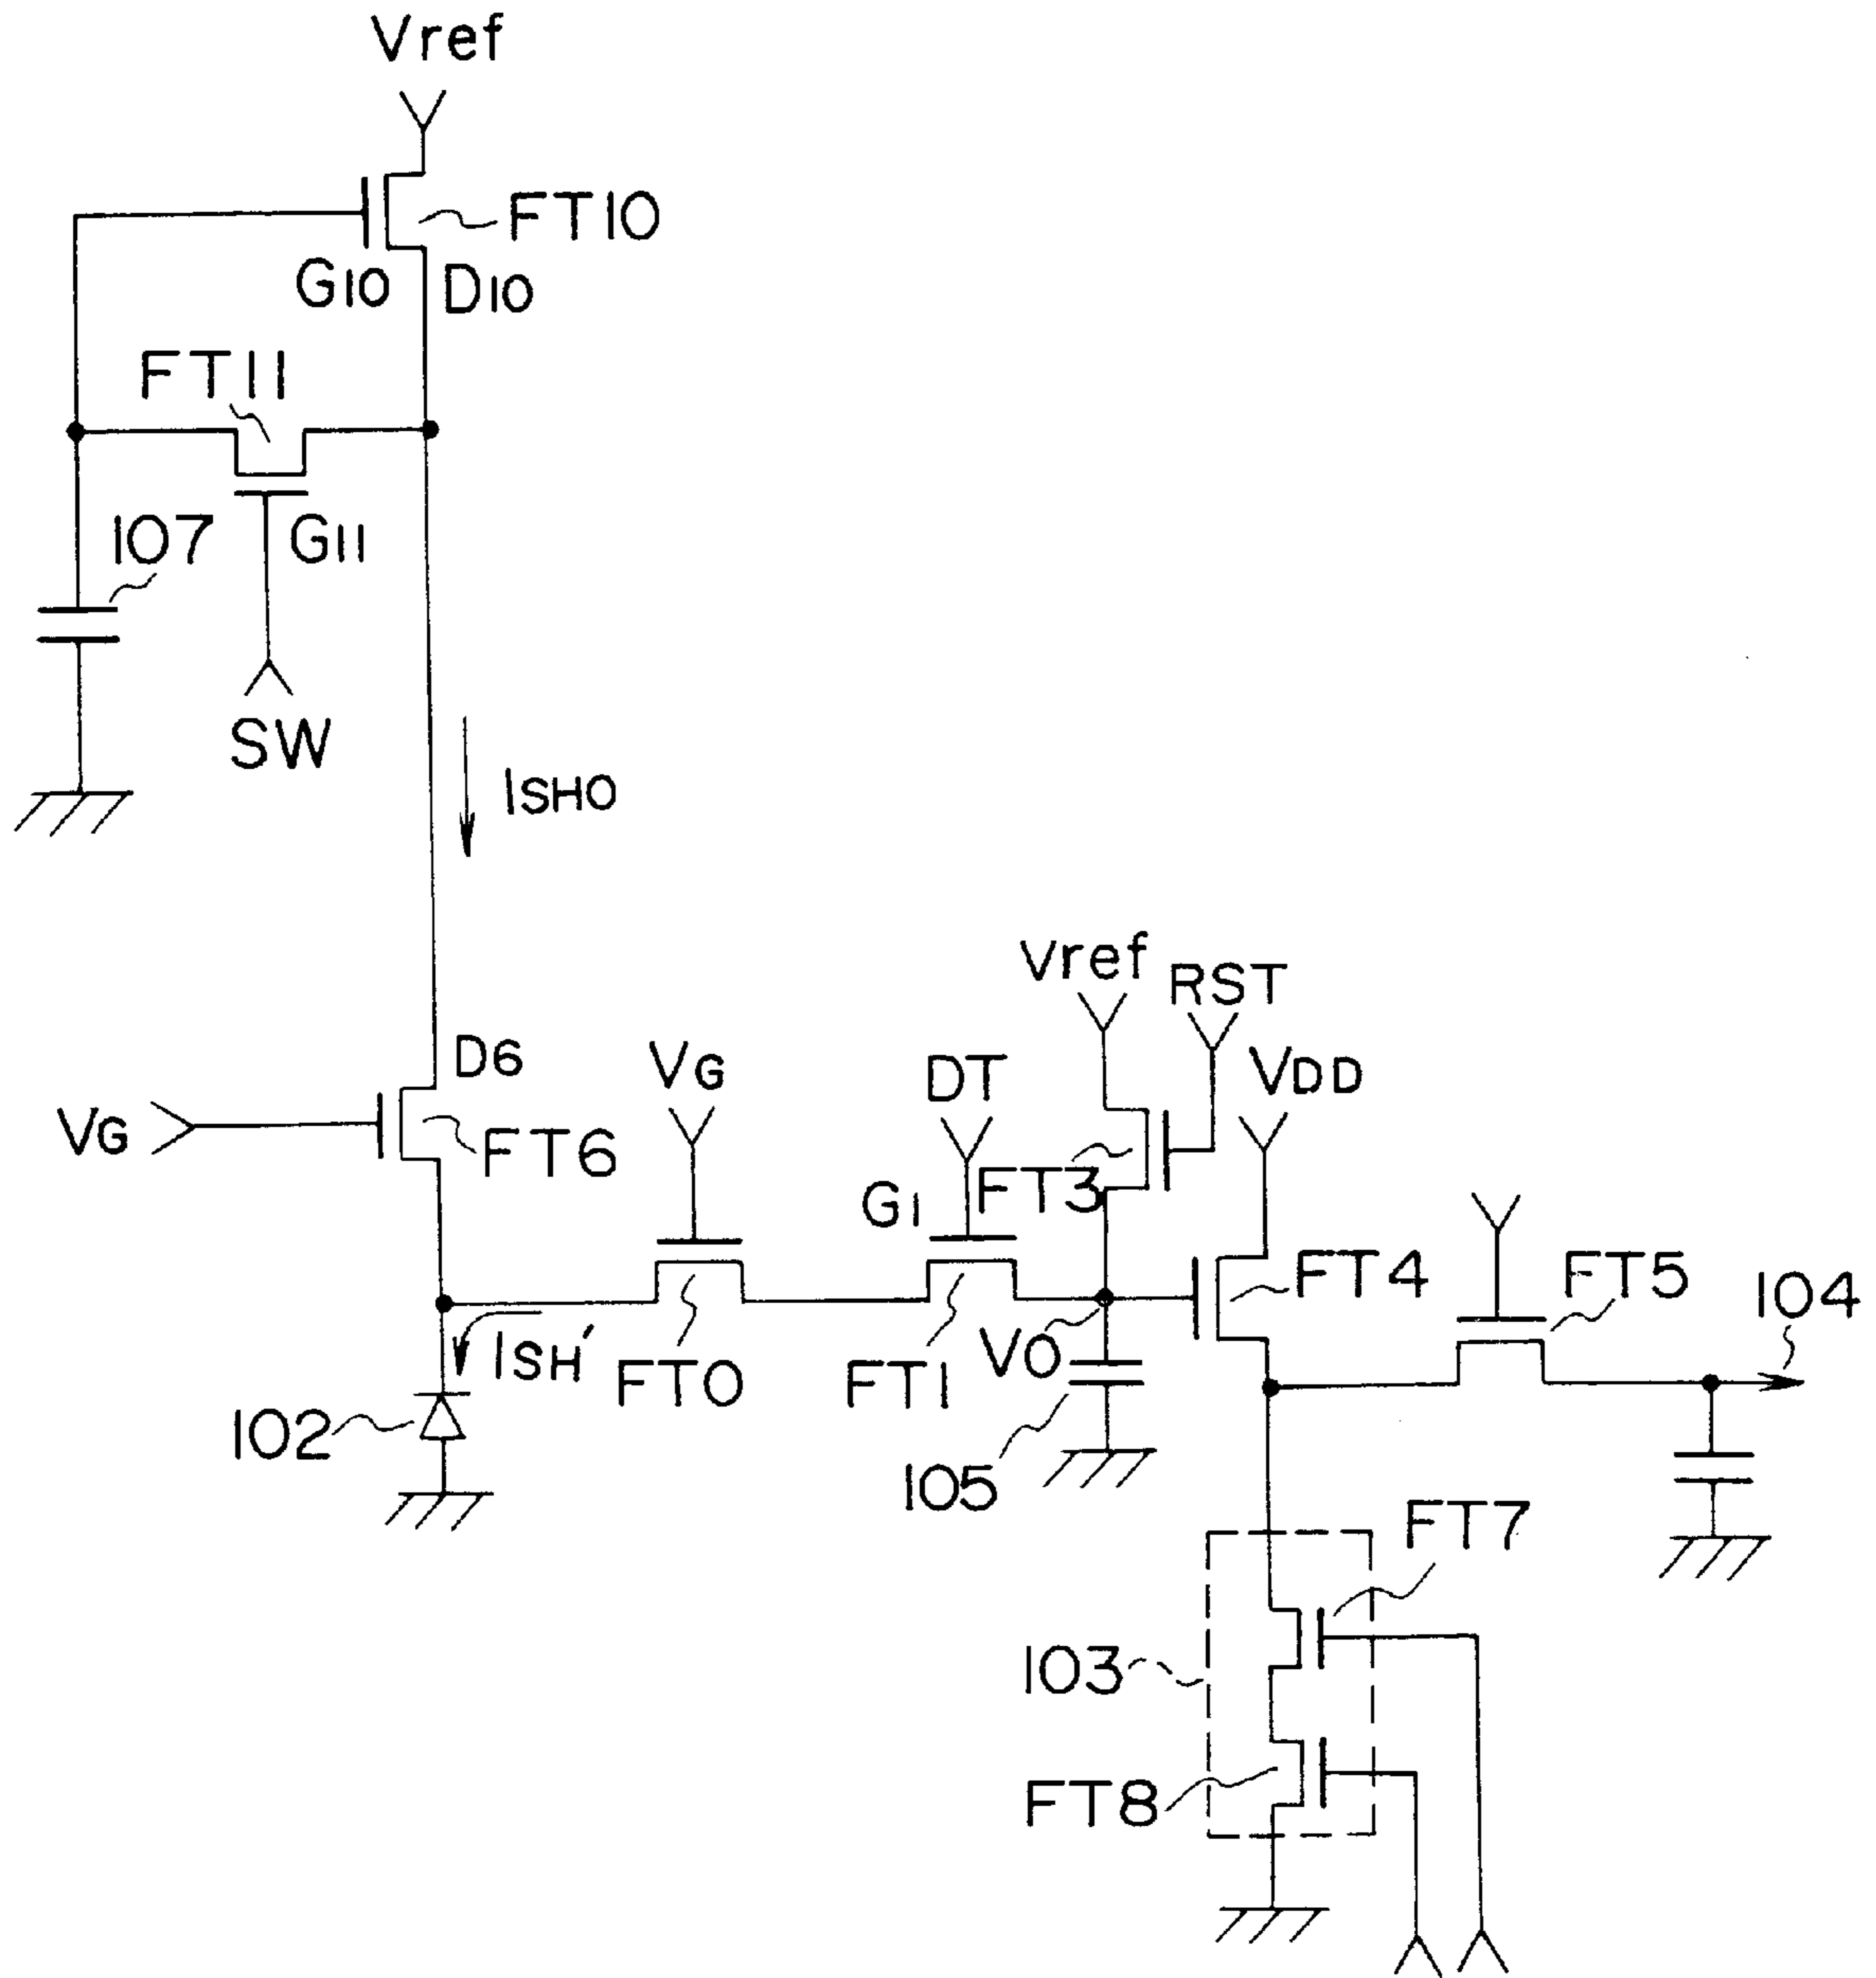 Vref
FT10
G10
D10
FT11
107
G11
SW
ISH0
Vref
RST
D6
VG
DT
VDD
VG
FT6
FT3
G1
FT4
FT5
104
ISH'
FT0
FT1
V0
102
105
FT7
103
FT8